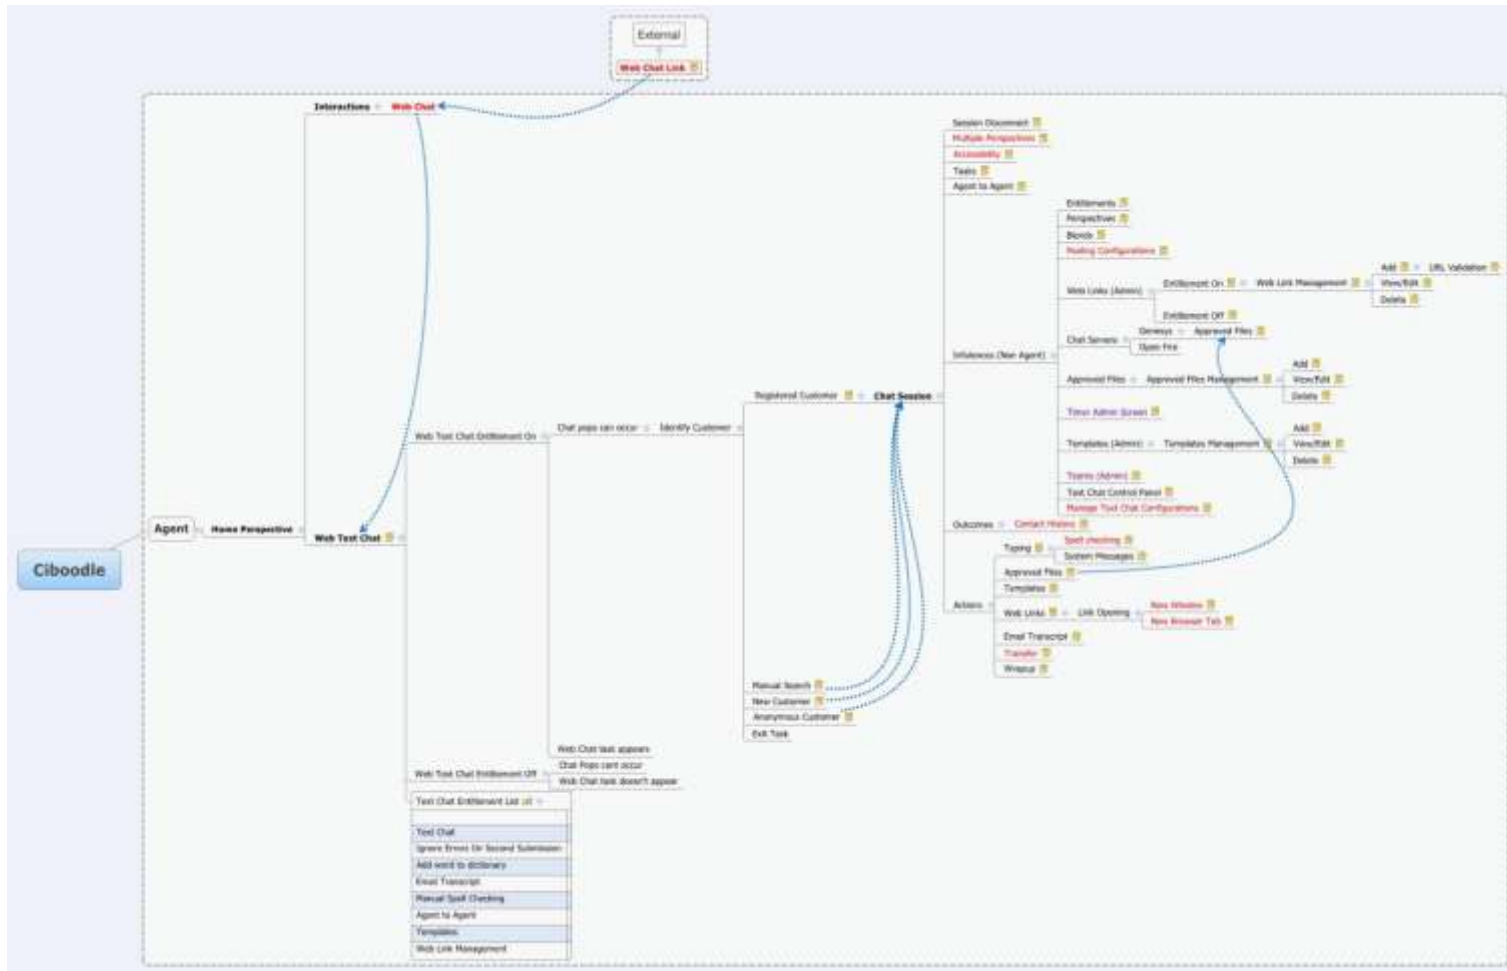 External
Web Chat Link
Interactions
Web Chat
Session Disconnect
Multiple Perspectives
Accessibility
Tasks
Agent to Agent
Entitlements
Perspectives
Blends
Routing Configurations
Add
URL Validation
Web Links (Admin)
Entitlement On
Web Link Management
View/Edit
Delete
Entitlement Off
Chat Servers
Genesys
Approved Files
Open Fire
Influences (Non Agent)
Add
Approved Files
Approved Files Management
View/Edit
Delete
Registered Customer
Chat Session
Timer Admin Screen
Chat pops can occur
Identify Customer
Web Text Chat Entitlement On
Add
Templates (Admin)
Templates Management
View/Edit
Delete
Teams (Admin)
Text Chat Control Panel
Manage Text Chat Configurations
Agent
Home Perspective
Web Text Chat
Outcomes
Contact History
Typing
Spell checking
System Messages
Ciboodle
Approved Files
Templates
Actions
Web Links
Link Opening
New Window
New Browser Tab
Email Transcript
Transfer
Wrapup
Manual Search
New Customer
Anonymous Customer
Exit Task
Web Chat task appears
Web Text Chat Entitlement Off
Chat Pops cant occur
Web Chat task doesn't appear
Text Chat Entitlement List
Text Chat
Ignore Errors On Second Submission
Add word to dictionary
Email Transcript
Manual Spell Checking
Agent to Agent
Templates
Web Link Management